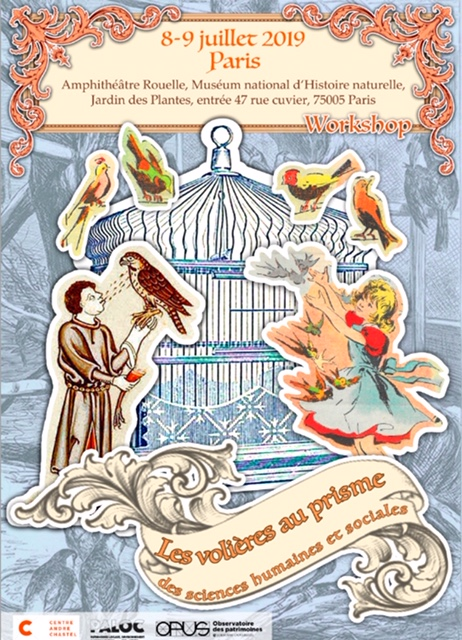 8-9 juillet 2019
Paris
Amphithéâtre Rouelle, Muséum national d'Histoire naturelle,
Jardin des Plantes, entrée 47 rue cuvier, 75005 Paris
Workshop
Les volières au prisme
des sciences humaines et sociales
C
CENTRE
ANDRÉ
CHASTEL
PALOC
OPUS
Observatoire
des patrimoines